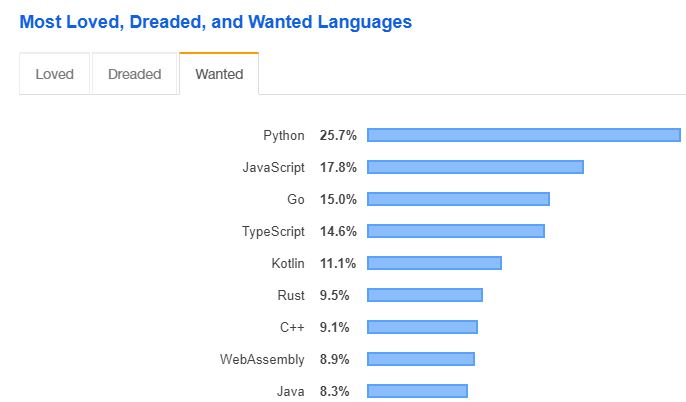 Most Loved, Dreaded, and Wanted Languages
Loved Dreaded Wanted
Python 25.7%
JavaScript 17.8%
Go 15.0%
TypeScript 14.6%
Kotlin 11.1%
Rust 9.5%
C++ 9.1%
WebAssembly 8.9%
Java 8.3%